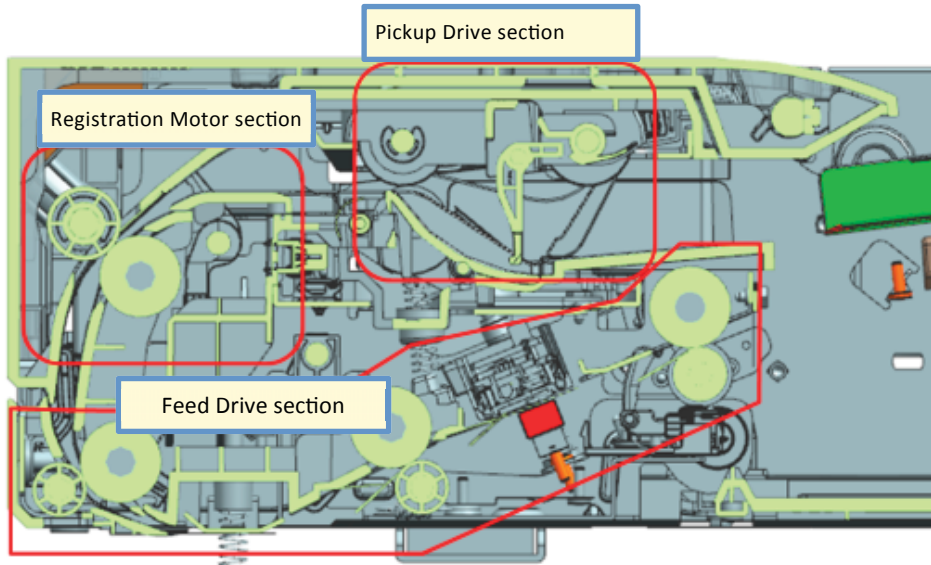 Pickup Drive section
Registration Motor section
Feed Drive section